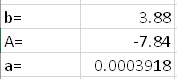 b= 3.88
A= -7.84
a= 0.0003918